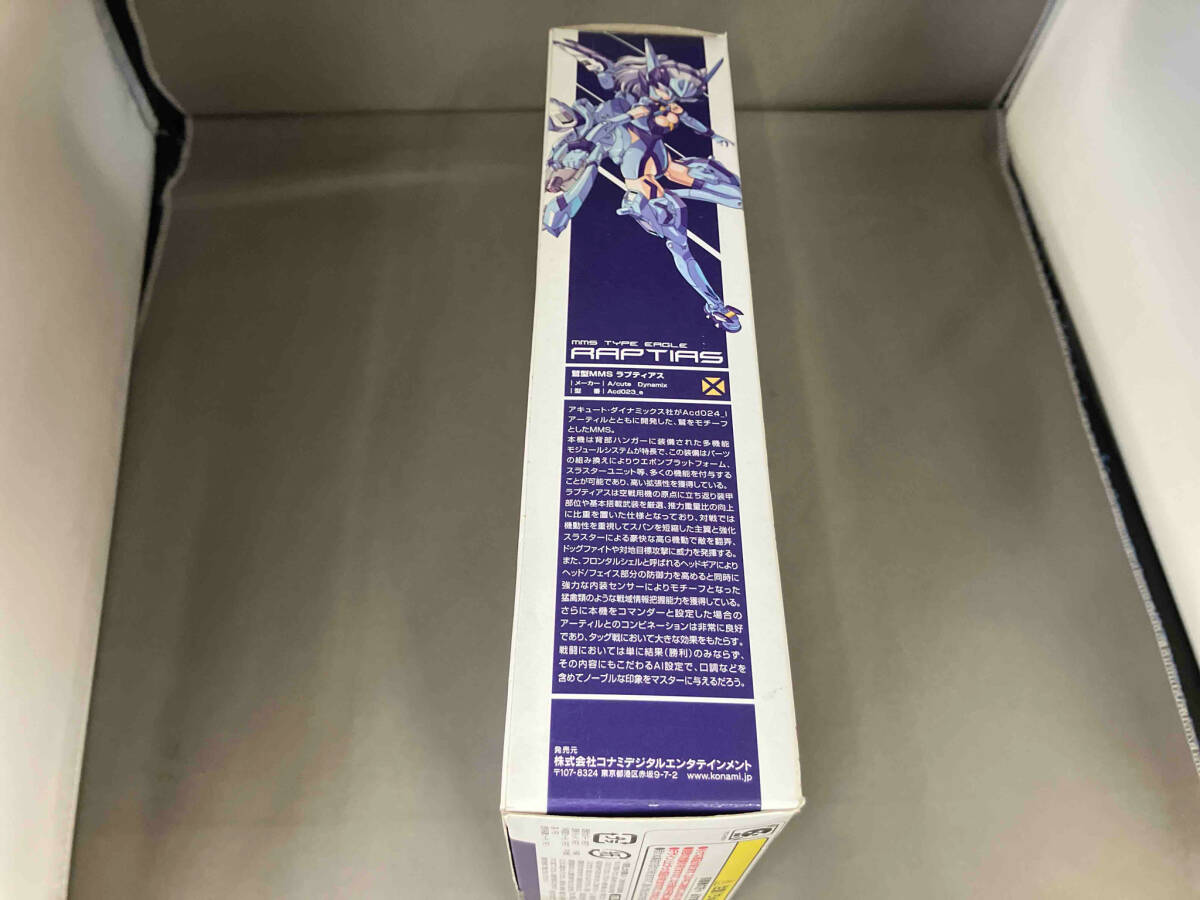 MMS TYPE EAGLE
RAPTIAS
鷲型MMS ラプティアス
|メーカー| A/cute Dynamix
|型 番| Acd023_e
アキュート・ダイナミックス社がAcd024_l
アーティルとともに開発した、鷲をモチーフ
としたMMS。
本機は背部ハンガーに装備された多機能
モジュールシステムが特長で、この装備はパーツ
の組み換えによりウエポンプラットフォーム、
スラスターユニット等、多くの機能を付与する
ことが可能であり、高い拡張性を獲得している。
ラプティアスは空戦用機の原点に立ち返り装甲
部位や基本搭載武装を厳選、推力重量比の向上
に比重を置いた仕様となっており、対戦では
機動性を重視してスパンを短縮した主翼と強化
スラスターによる豪快な高G機動で敵を翻弄、
ドッグファイトや対地目標攻撃に威力を発揮する。
また、フロンタルシェルと呼ばれるヘッドギアにより
ヘッド/フェイス部分の防御力を高めると同時に
強力な内装センサーによりモチーフとなった
猛禽類のような戦域情報把握能力を獲得している。
さらに本機をコマンダーと設定した場合の
アーティルとのコンビネーションは非常に良好
であり、タッグ戦において大きな効果をもたらす。
戦闘においては単に結果(勝利)のみならず、
その内容にもこだわるAI設定で、口調などを
含めてノーブルな印象をマスターに与えるだろう。
発売元
株式会社コナミデジタルエンタテインメント
〒107-8324 東京都港区赤坂9-7-2 www.konami.jp